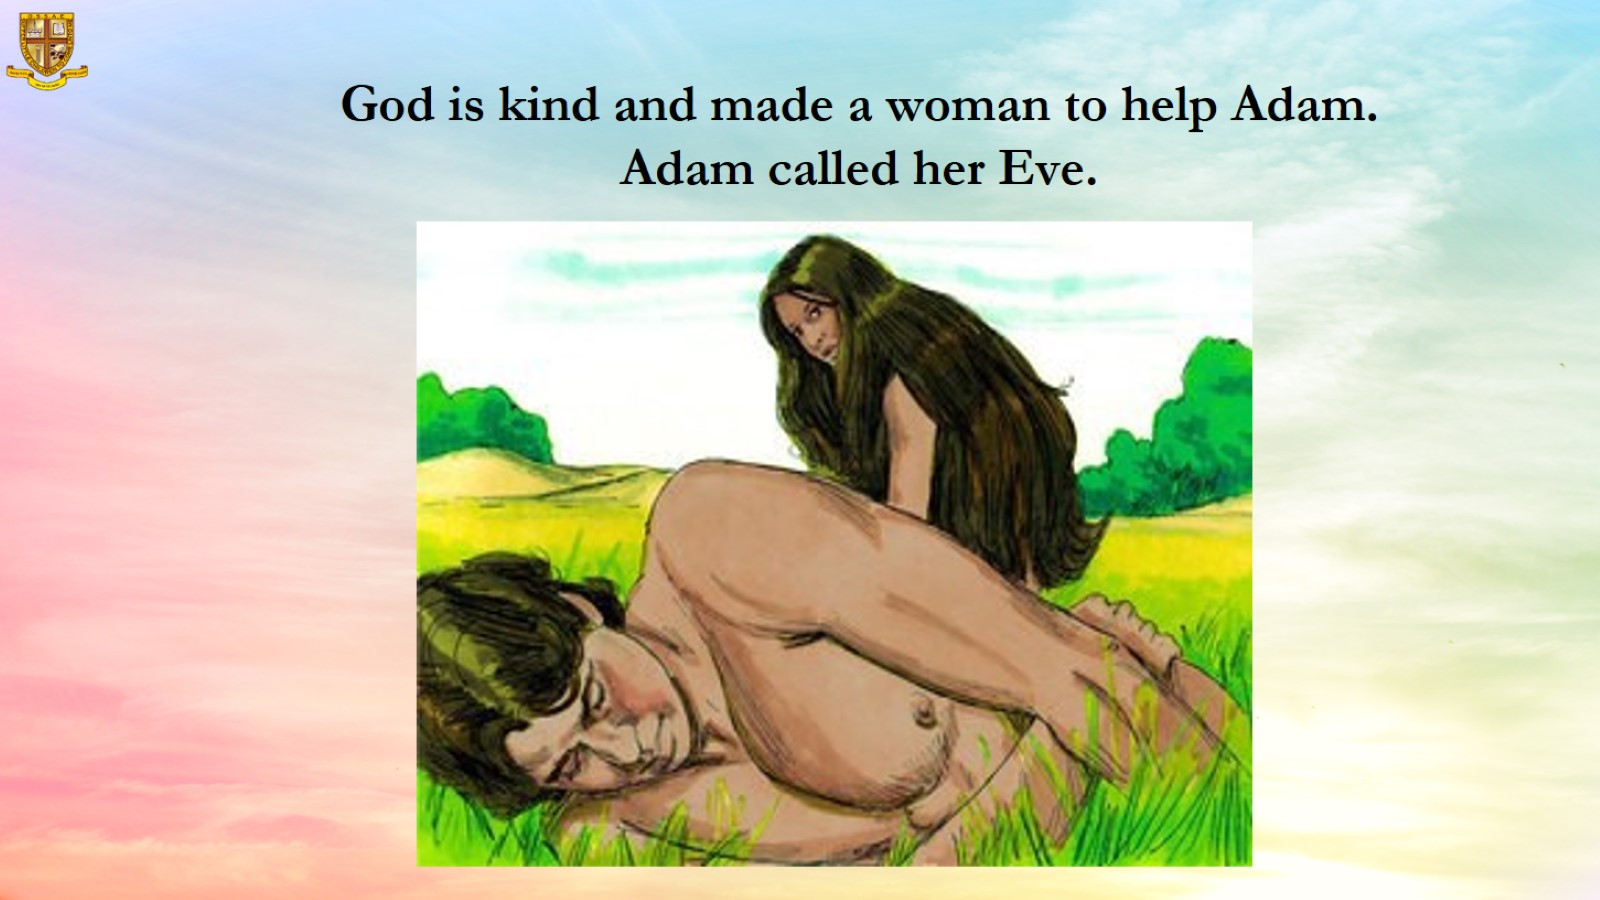 God is kind and made a woman to help Adam.
Adam called her Eve.